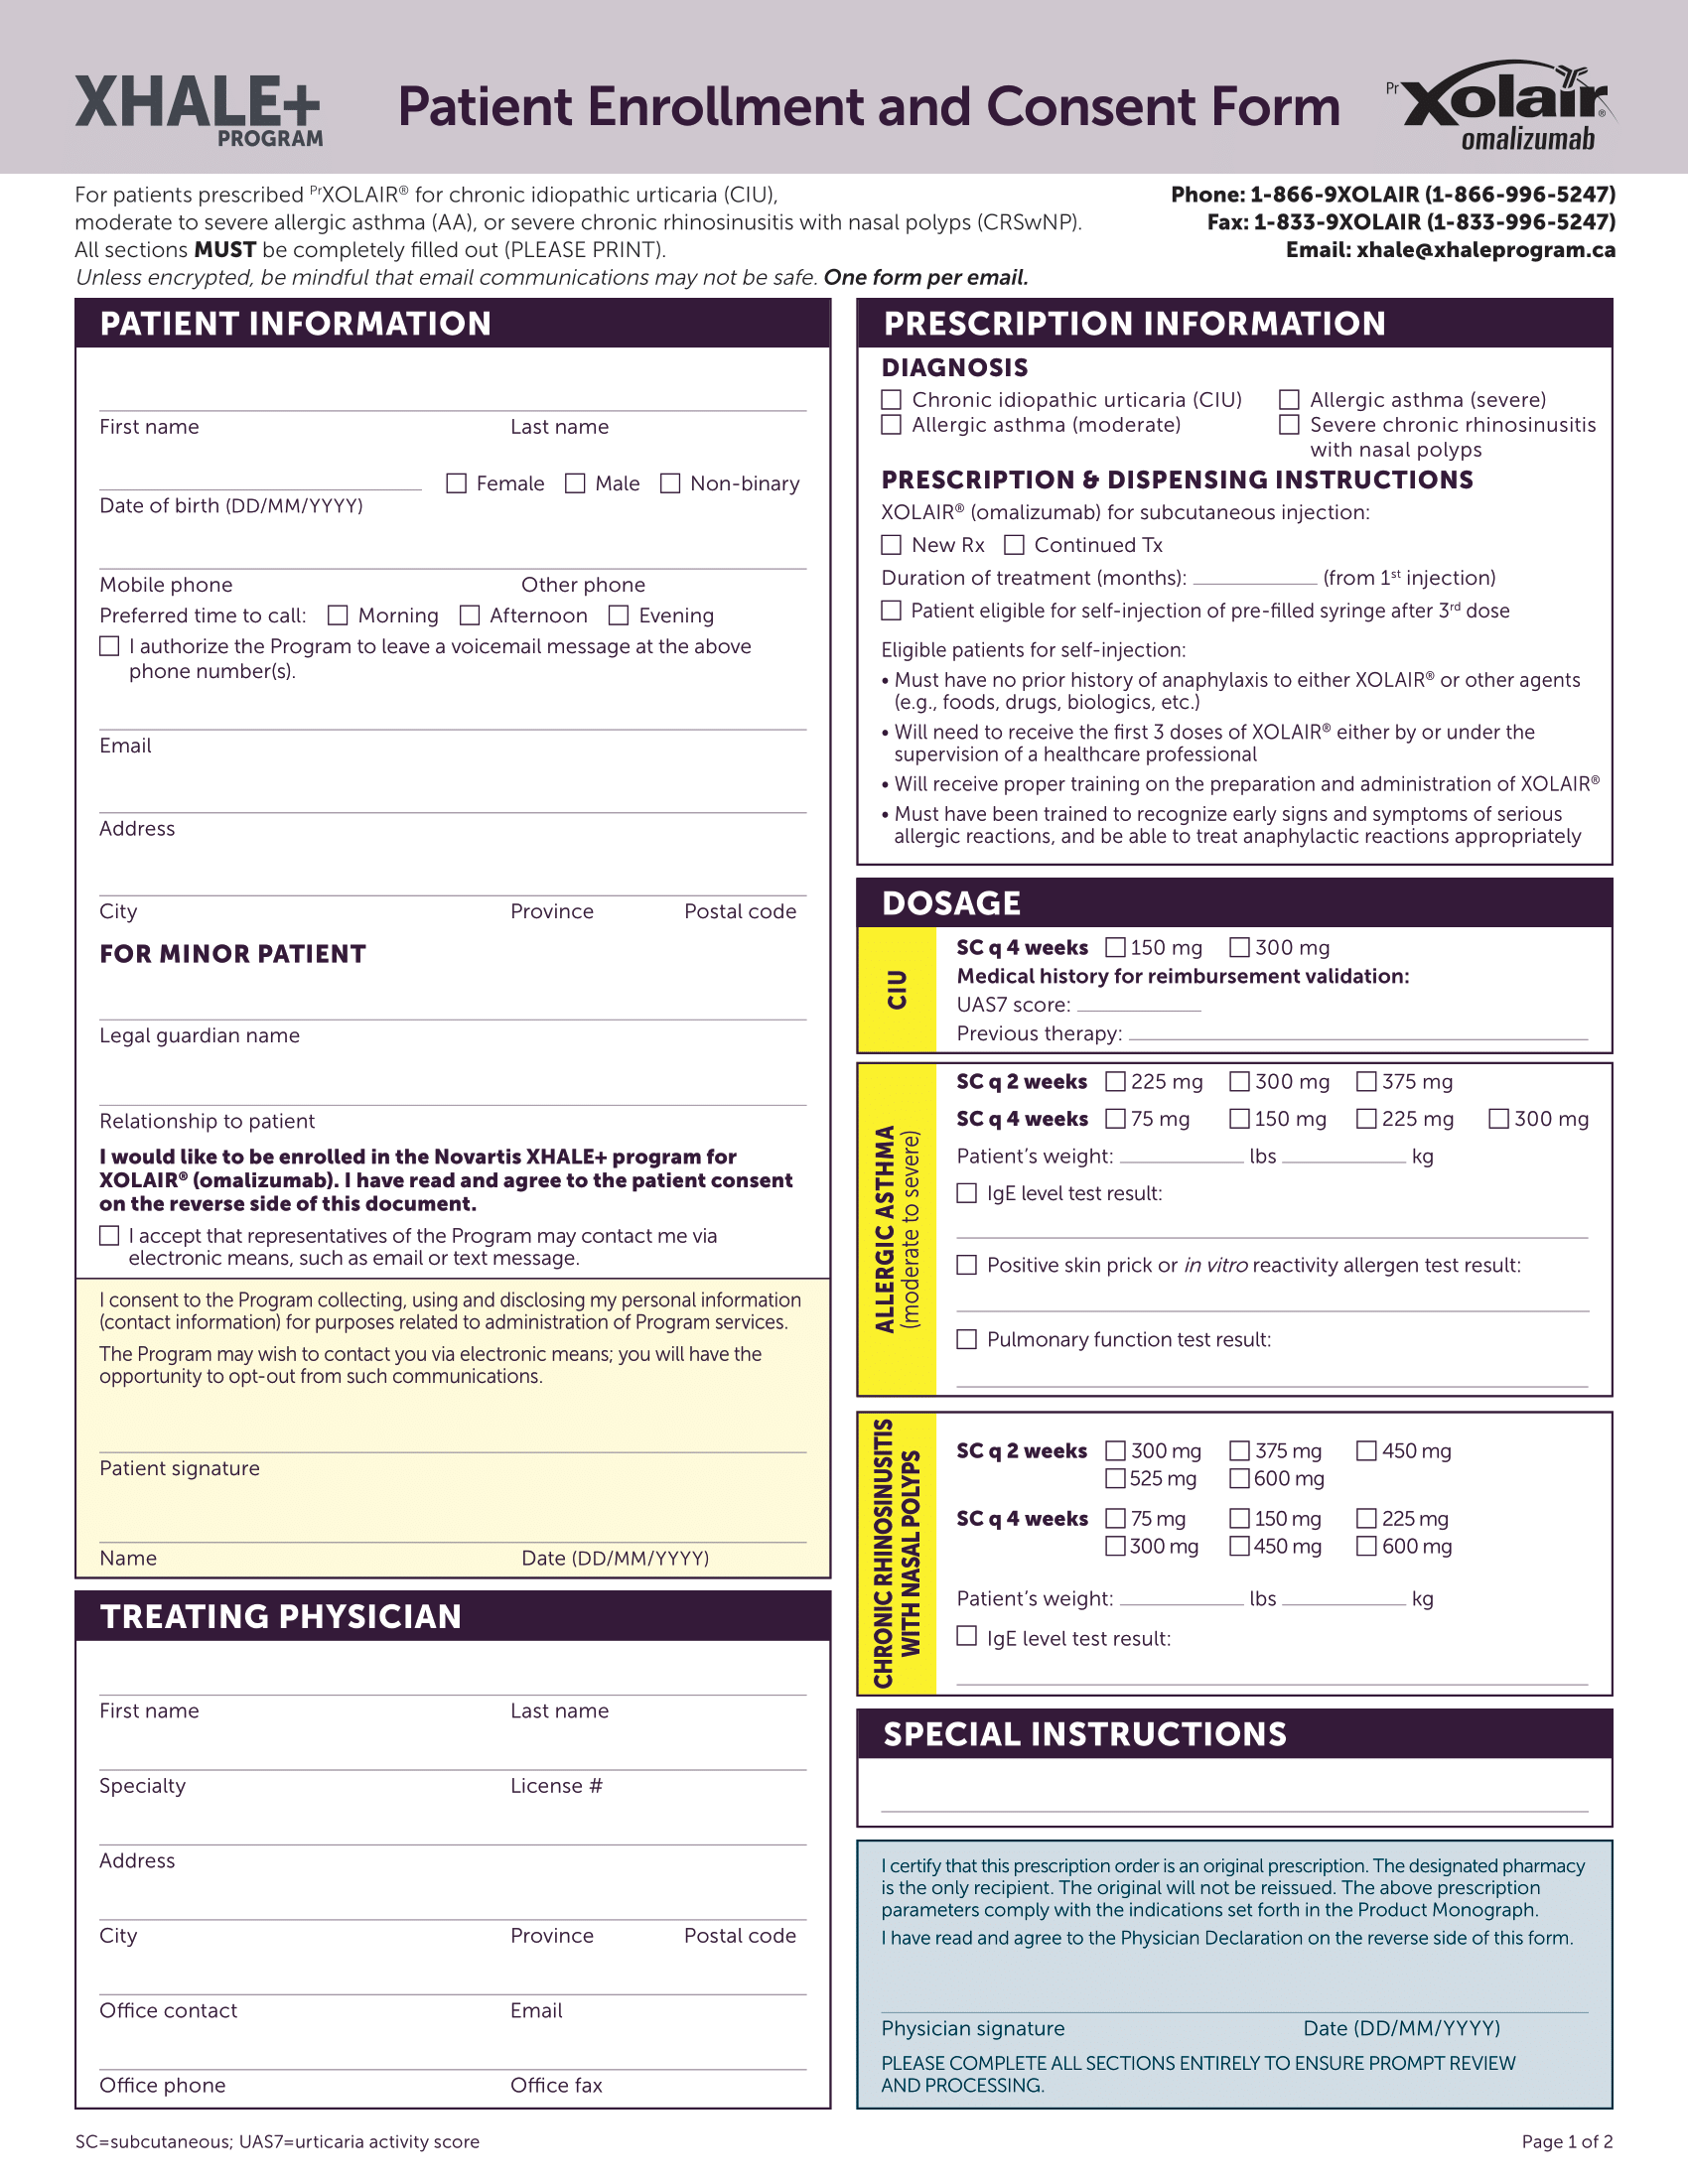 XHALE+
PROGRAM
Patient Enrollment and Consent Form
Pr Xolair®
omalizumab
For patients prescribed PrXOLAIR® for chronic idiopathic urticaria (CIU),
moderate to severe allergic asthma (AA), or severe chronic rhinosinusitis with nasal polyps (CRSwNP).
All sections MUST be completely filled out (PLEASE PRINT).
Unless encrypted, be mindful that email communications may not be safe. One form per email.
Phone: 1-866-9XOLAIR (1-866-996-5247)
Fax: 1-833-9XOLAIR (1-833-996-5247)
Email: xhale@xhaleprogram.ca
PATIENT INFORMATION
First name Last name
Female Male Non-binary
Date of birth (DD/MM/YYYY)
Mobile phone Other phone
Preferred time to call: Morning Afternoon Evening
I authorize the Program to leave a voicemail message at the above
phone number(s).
Email
Address
City Province Postal code
FOR MINOR PATIENT
Legal guardian name
Relationship to patient
I would like to be enrolled in the Novartis XHALE+ program for
XOLAIR® (omalizumab). I have read and agree to the patient consent
on the reverse side of this document.
I accept that representatives of the Program may contact me via
electronic means, such as email or text message.
I consent to the Program collecting, using and disclosing my personal information
(contact information) for purposes related to administration of Program services.
The Program may wish to contact you via electronic means; you will have the
opportunity to opt-out from such communications.
Patient signature
Name Date (DD/MM/YYYY)
TREATING PHYSICIAN
First name Last name
Specialty License #
Address
City Province Postal code
Office contact Email
Office phone Office fax
PRESCRIPTION INFORMATION
DIAGNOSIS
Chronic idiopathic urticaria (CIU) Allergic asthma (severe)
Allergic asthma (moderate) Severe chronic rhinosinusitis
with nasal polyps
PRESCRIPTION & DISPENSING INSTRUCTIONS
XOLAIR® (omalizumab) for subcutaneous injection:
New Rx Continued Tx
Duration of treatment (months): (from 1st injection)
Patient eligible for self-injection of pre-filled syringe after 3rd dose
Eligible patients for self-injection:
• Must have no prior history of anaphylaxis to either XOLAIR® or other agents
(e.g., foods, drugs, biologics, etc.)
• Will need to receive the first 3 doses of XOLAIR® either by or under the
supervision of a healthcare professional
• Will receive proper training on the preparation and administration of XOLAIR®
• Must have been trained to recognize early signs and symptoms of serious
allergic reactions, and be able to treat anaphylactic reactions appropriately
DOSAGE
CIU
SC q 4 weeks 150 mg 300 mg
Medical history for reimbursement validation:
UAS7 score:
Previous therapy:
ALLERGIC ASTHMA
(moderate to severe)
SC q 2 weeks 225 mg 300 mg 375 mg
SC q 4 weeks 75 mg 150 mg 225 mg 300 mg
Patient's weight: lbs kg
IgE level test result:
Positive skin prick or in vitro reactivity allergen test result:
Pulmonary function test result:
CHRONIC RHINOSINUSITIS
WITH NASAL POLYPS
SC q 2 weeks 300 mg 375 mg 450 mg
525 mg 600 mg
SC q 4 weeks 75 mg 150 mg 225 mg
300 mg 450 mg 600 mg
Patient's weight: lbs kg
IgE level test result:
SPECIAL INSTRUCTIONS
I certify that this prescription order is an original prescription. The designated pharmacy
is the only recipient. The original will not be reissued. The above prescription
parameters comply with the indications set forth in the Product Monograph.
I have read and agree to the Physician Declaration on the reverse side of this form.
Physician signature Date (DD/MM/YYYY)
PLEASE COMPLETE ALL SECTIONS ENTIRELY TO ENSURE PROMPT REVIEW
AND PROCESSING.
SC=subcutaneous; UAS7=urticaria activity score
Page 1 of 2